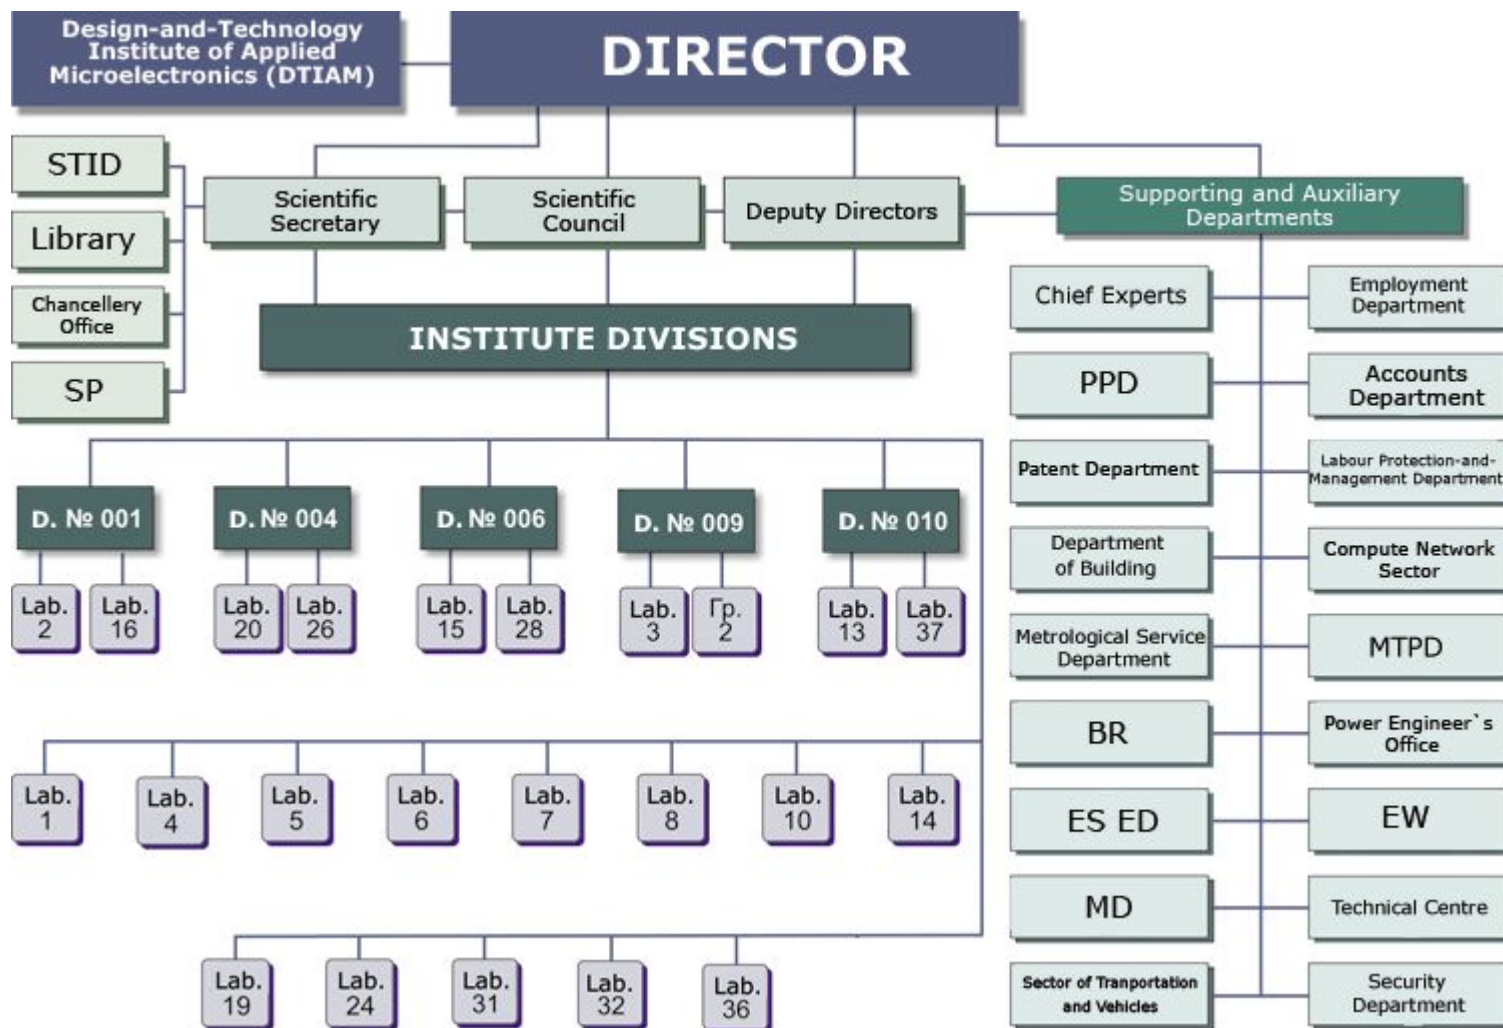 Design-and-Technology
Institute of Applied
Microelectronics (DTIAM)
DIRECTOR
STID
Library
Chancellery
Office
SP
Scientific
Secretary
Scientific
Council
Deputy Directors
Supporting and Auxiliary
Departments
INSTITUTE DIVISIONS
Chief Experts
Employment
Department
PPD
Accounts
Department
Patent Department
Labour Protection-and-
Management Department
Department
of Building
Compute Network
Sector
Metrological Service
Department
MTPD
BR
Power Engineer`s
Office
ES ED
EW
MD
Technical Centre
Sector of Tranportation
and Vehicles
Security
Department
D. № 001
D. № 004
D. № 006
D. № 009
D. № 010
Lab.
2
Lab.
16
Lab.
20
Lab.
26
Lab.
15
Lab.
28
Lab.
3
Гр.
2
Lab.
13
Lab.
37
Lab.
1
Lab.
4
Lab.
5
Lab.
6
Lab.
7
Lab.
8
Lab.
10
Lab.
14
Lab.
19
Lab.
24
Lab.
31
Lab.
32
Lab.
36